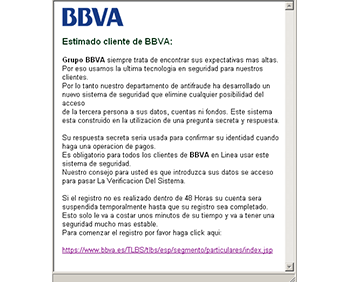 BBVA
Estimado cliente de BBVA:
Grupo BBVA siempre trata de encontrar sus expectativas mas altas.
Por eso usamos la ultima tecnologia en seguridad para nuestros
clientes.
Por lo tanto nuestro departamento de antifraude ha desarrollado un
nuevo sistema de seguridad que elimine cualquier posibilidad del
acceso
de la tercera persona a sus datos, cuentas ni fondos. Este sistema
esta construido en la utilizacion de una pregunta secreta y respuesta.
Su respuesta secreta seria usada para confirmar su identidad cuando
haga una operacion de pagos.
Es obligatorio para todos los clientes de BBVA en Linea usar este
sistema de seguridad.
Nuestro consejo para usted es que introduzca sus datos se acceso
para pasar La Verificacion Del Sistema.
Si el registro no es realizado dentro de 48 Horas su cuenta sera
suspendida temporalmente hasta que su registro sea completado.
Esto solo le va a costar unos minutos de su tiempo y va a tener una
seguridad mucho mas estable.
Para comenzar el registro por favor haga click aqui:
https://www.bbva.es/TLBS/tlbs/esp/segmento/particulares/index.jsp